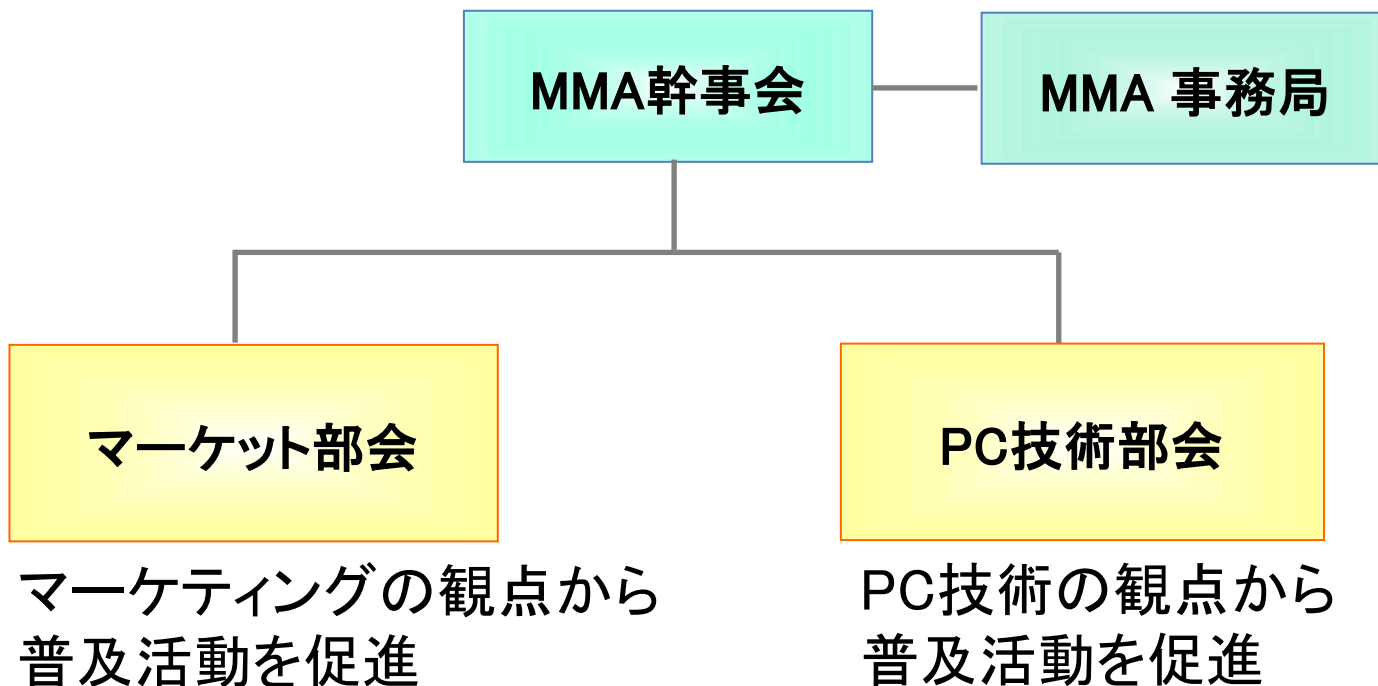 MMA幹事会
MMA 事務局
マーケット部会
PC技術部会
マーケティングの観点から
普及活動を促進
PC技術の観点から
普及活動を促進